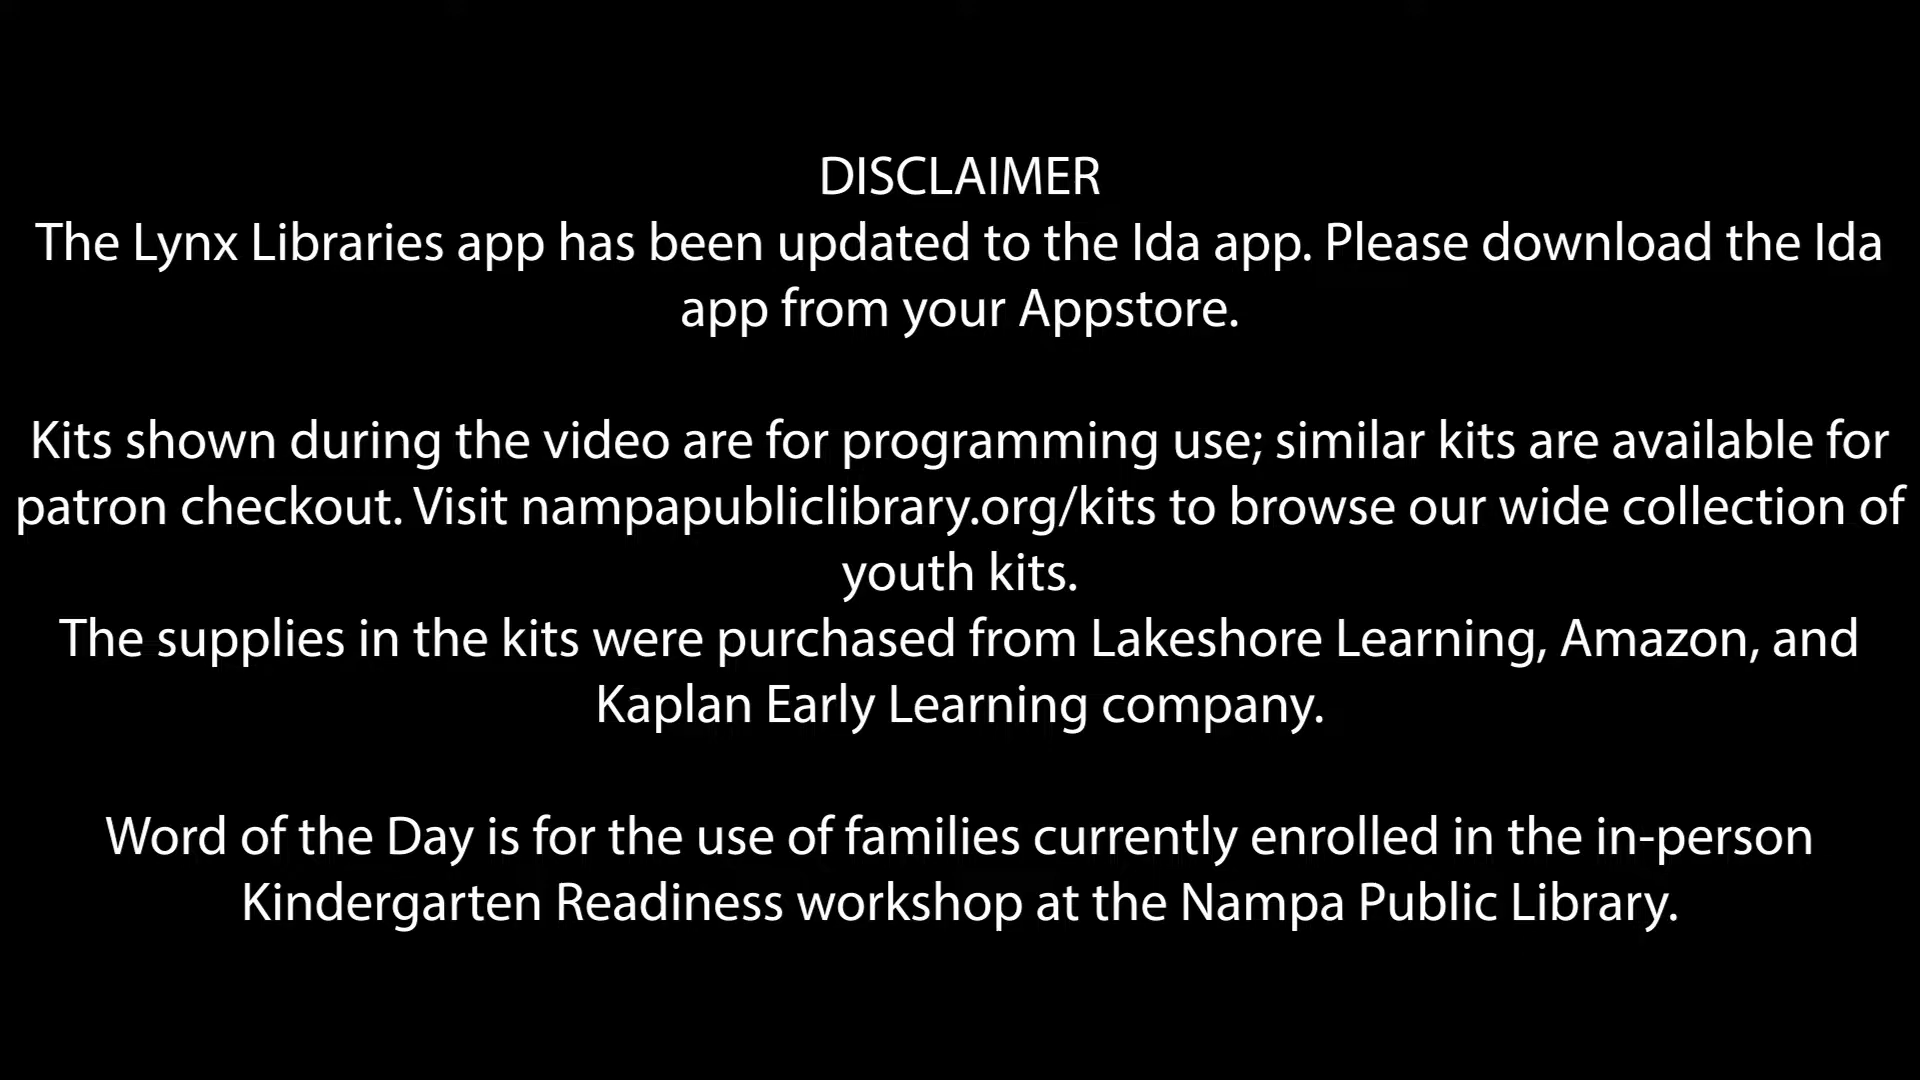 DISCLAIMER
The Lynx Libraries app has been updated to the Ida app. Please download the Ida
app from your Appstore.
Kits shown during the video are for programming use; similar kits are available for
patron checkout. Visit nampapubliclibrary.org/kits to browse our wide collection of
youth kits.
The supplies in the kits were purchased from Lakeshore Learning, Amazon, and
Kaplan Early Learning company.
Word of the Day is for the use of families currently enrolled in the in-person
Kindergarten Readiness workshop at the Nampa Public Library.